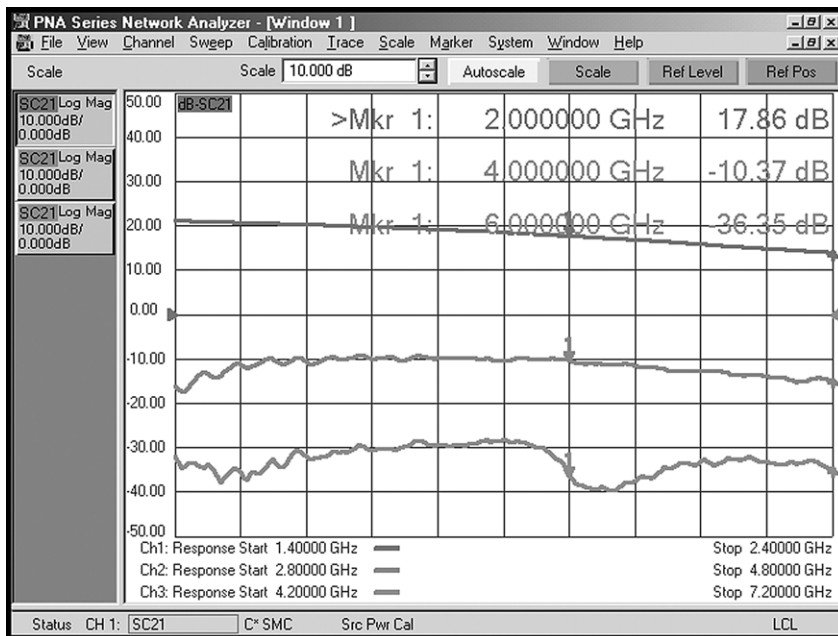 PNA Series Network Analyzer - [Window 1 ]
File View Channel Sweep Calibration Trace Scale Marker System Window Help
Scale Scale 10.000 dB Autoscale Scale Ref Level Ref Pos
SC21 Log Mag
10.000dB/
0.000dB
SC21 Log Mag
10.000dB/
0.000dB
SC21 Log Mag
10.000dB/
0.000dB
50.00
40.00
30.00
20.00
10.00
0.00
-10.00
-20.00
-30.00
-40.00
-50.00
dB-SC21
>Mkr 1: 2.000000 GHz 17.86 dB
Mkr 1: 4.000000 GHz -10.37 dB
Mkr 1: 6.000000 GHz -36.35 dB
1
1
1
Ch1: Response Start 1.40000 GHz Stop 2.40000 GHz
Ch2: Response Start 2.80000 GHz Stop 4.80000 GHz
Ch3: Response Start 4.20000 GHz Stop 7.20000 GHz
Status CH 1: SC21 C* SMC Src Pwr Cal LCL